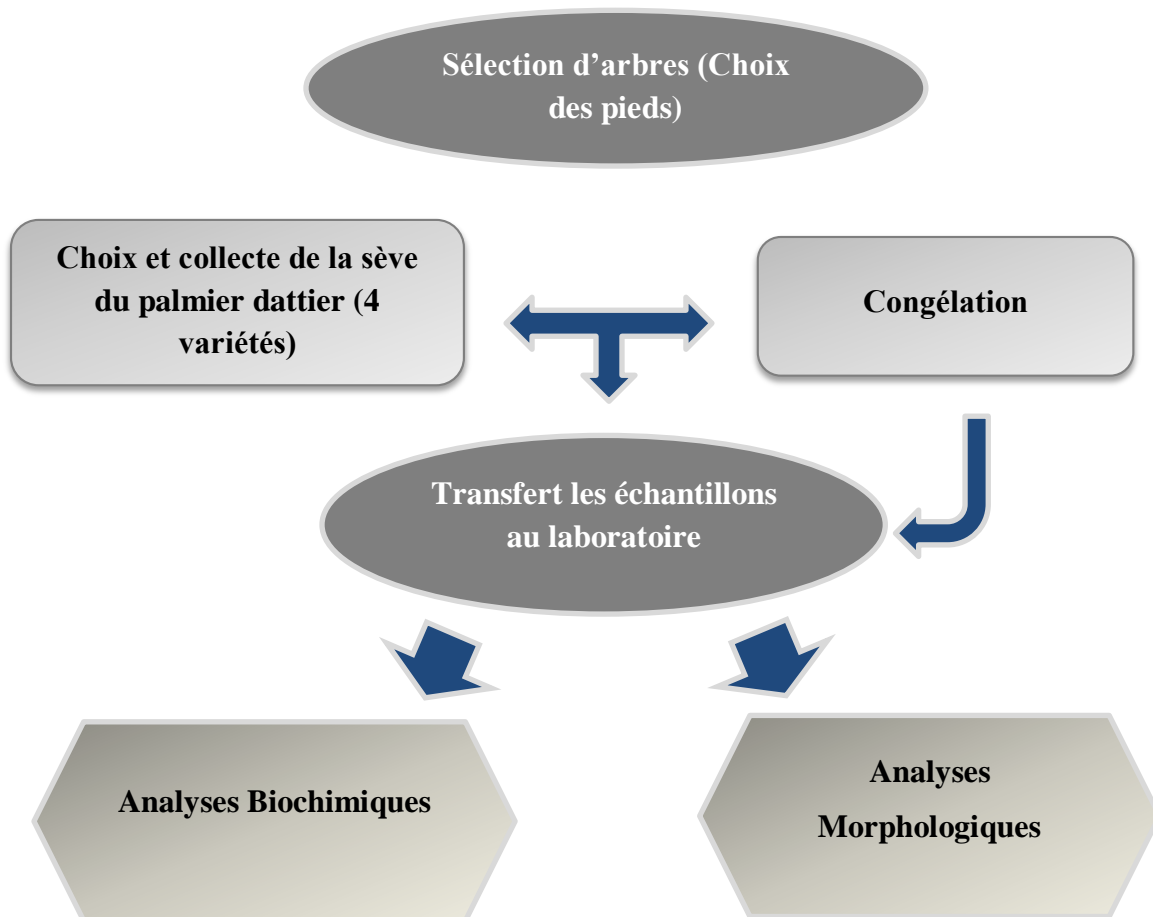 Sélection d’arbres (Choix
des pieds)
Choix et collecte de la sève
du palmier dattier (4
variétés)
Congélation
Transfert les échantillons
au laboratoire
Analyses Biochimiques
Analyses
Morphologiques